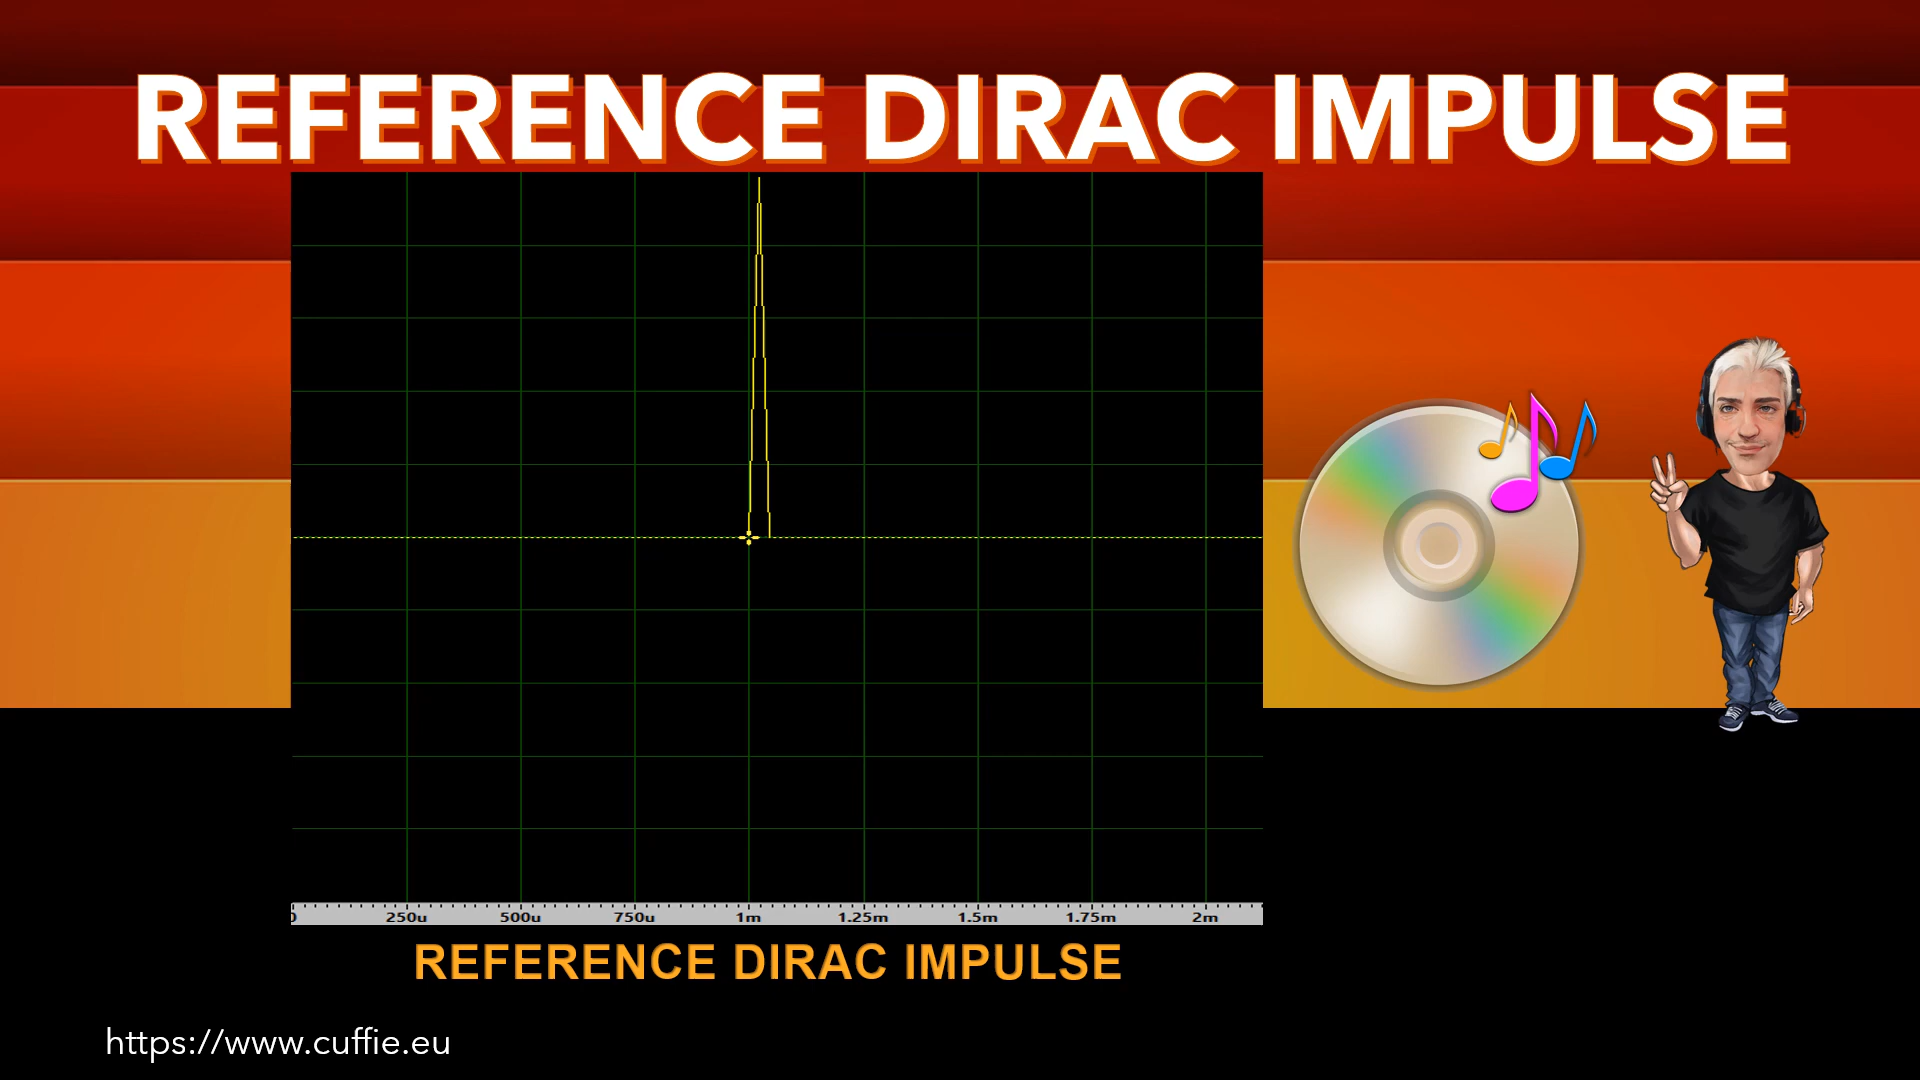 REFERENCE DIRAC IMPULSE
0 250u 500u 750u 1m 1.25m 1.5m 1.75m 2m
REFERENCE DIRAC IMPULSE
https://www.cuffie.eu